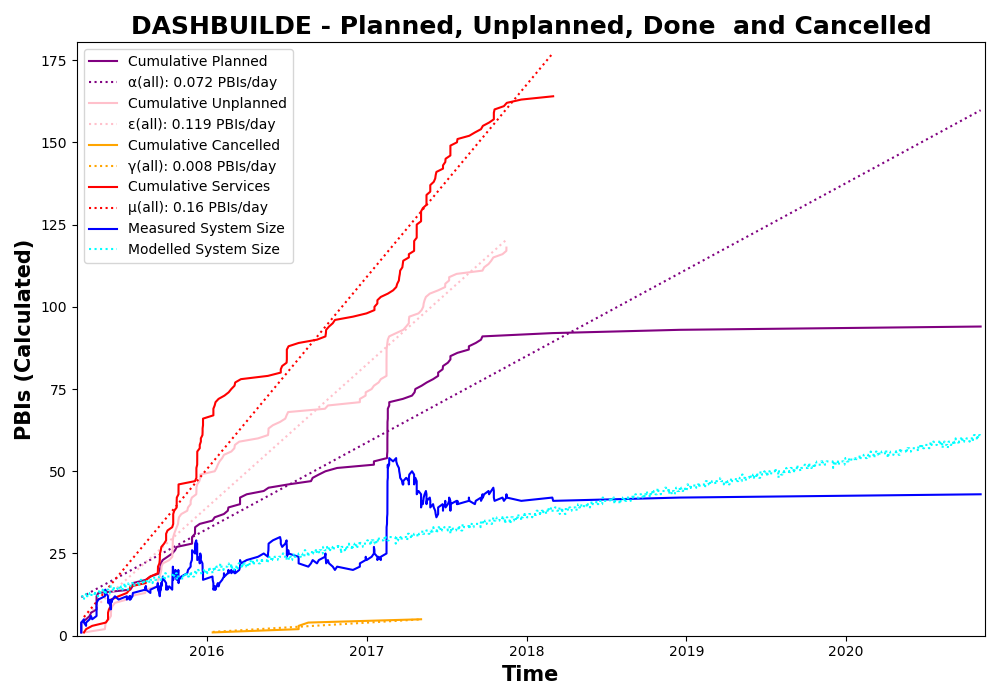 DASHBUILDE - Planned, Unplanned, Done  and Cancelled
Cumulative Planned
α(all): 0.072 PBIs/day
Cumulative Unplanned
ε(all): 0.119 PBIs/day
Cumulative Cancelled
γ(all): 0.008 PBIs/day
Cumulative Services
μ(all): 0.16 PBIs/day
Measured System Size
Modelled System Size
PBIs (Calculated)
175
150
125
100
75
50
25
0
2016 2017 2018 2019 2020
Time